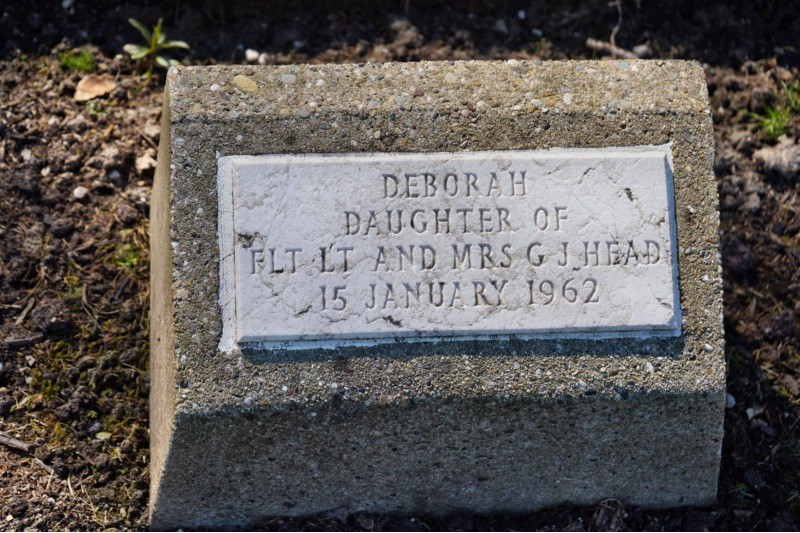 DEBORAH
DAUGHTER OF
FLT LT AND MRS G J HEAD
15 JANUARY 1962